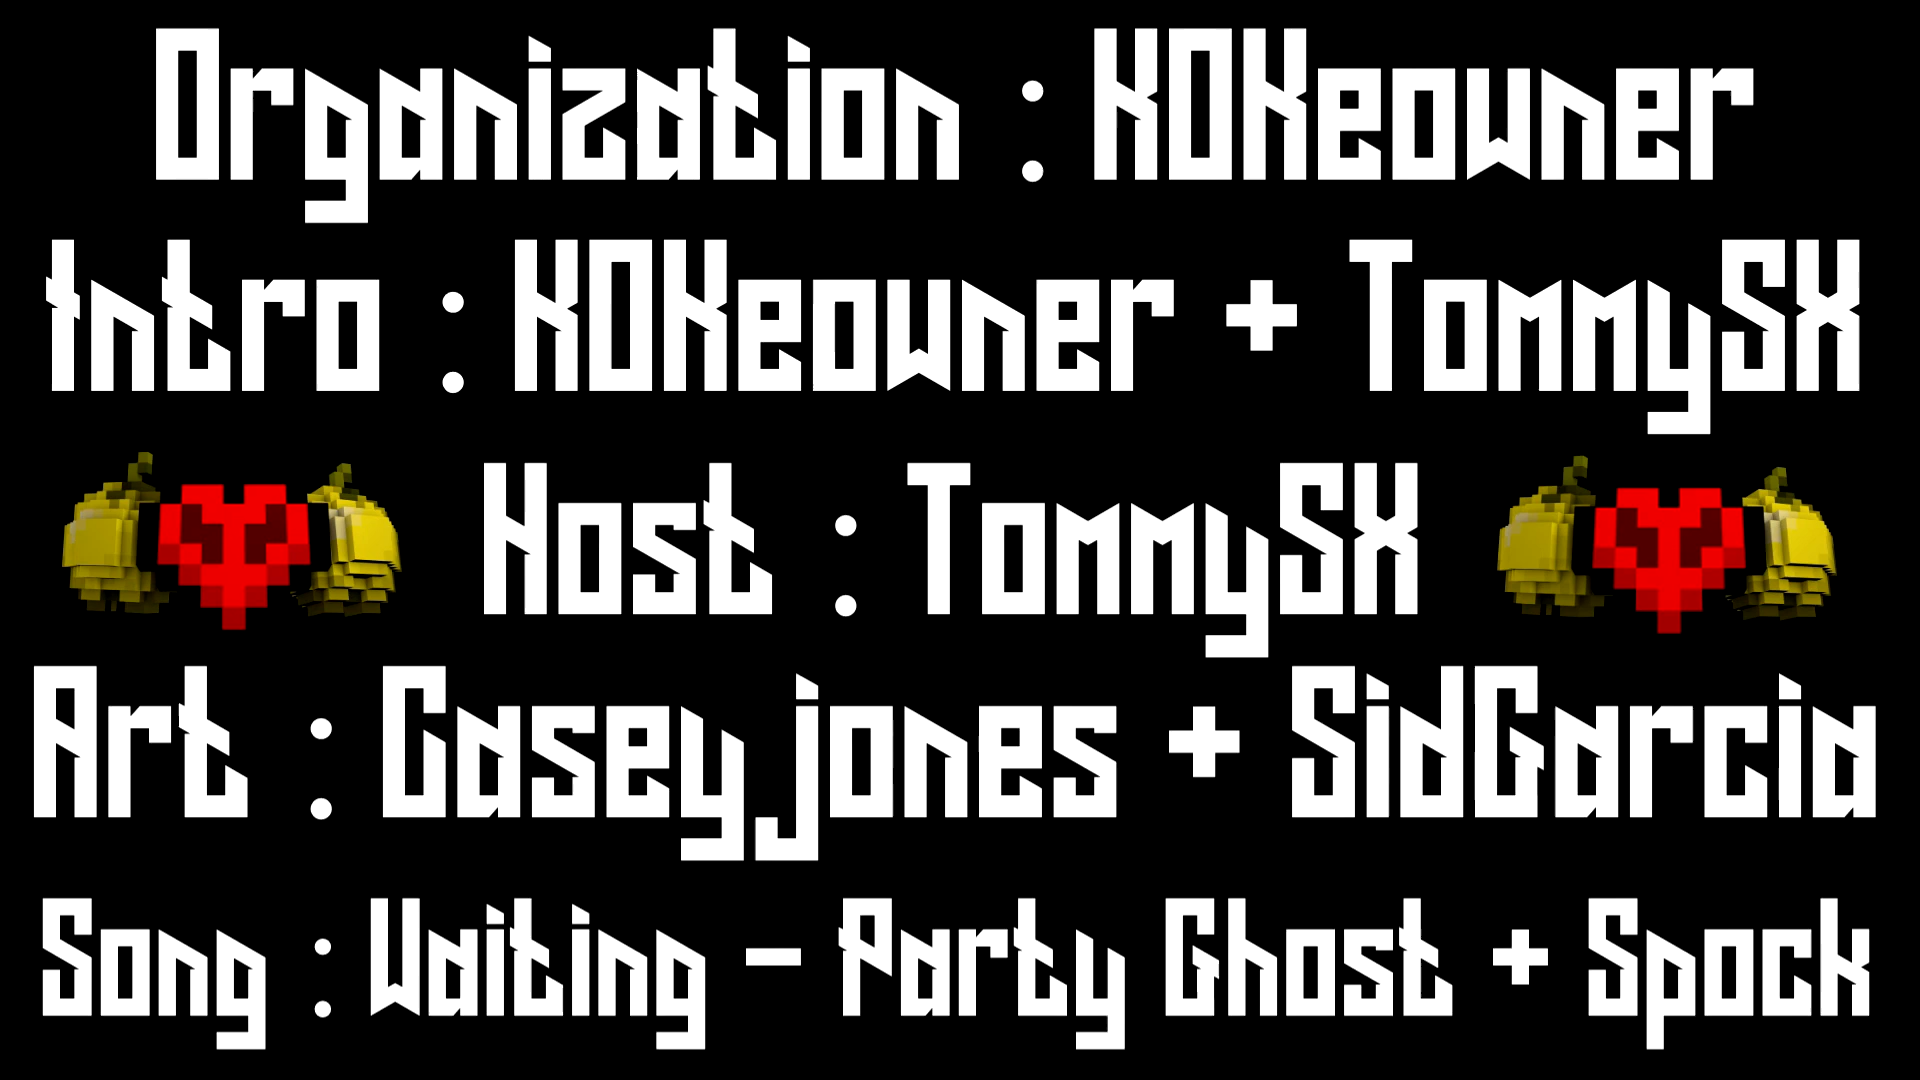 Organization : KOKeowner
Intro : KOKeowner + TommySX
Host : TommySX
Art : Caseyjones + SidGarcia
Song : Waiting - Party Ghost + Spock